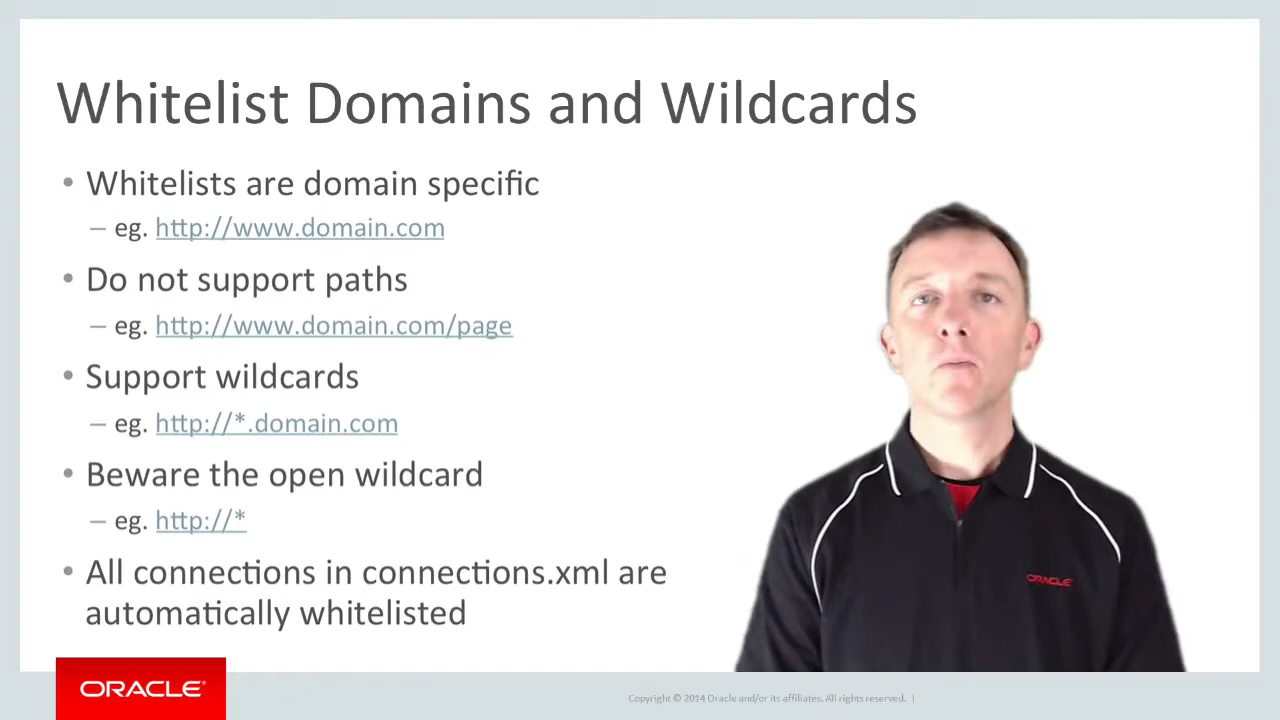 Whitelist Domains and Wildcards
• Whitelists are domain specific
– eg. http://www.domain.com
• Do not support paths
– eg. http://www.domain.com/page
• Support wildcards
– eg. http://*.domain.com
• Beware the open wildcard
– eg. http://*
• All connections in connections.xml are
automatically whitelisted
ORACLE
ORACLE®
Copyright © 2014 Oracle and/or its affiliates. All rights reserved. |